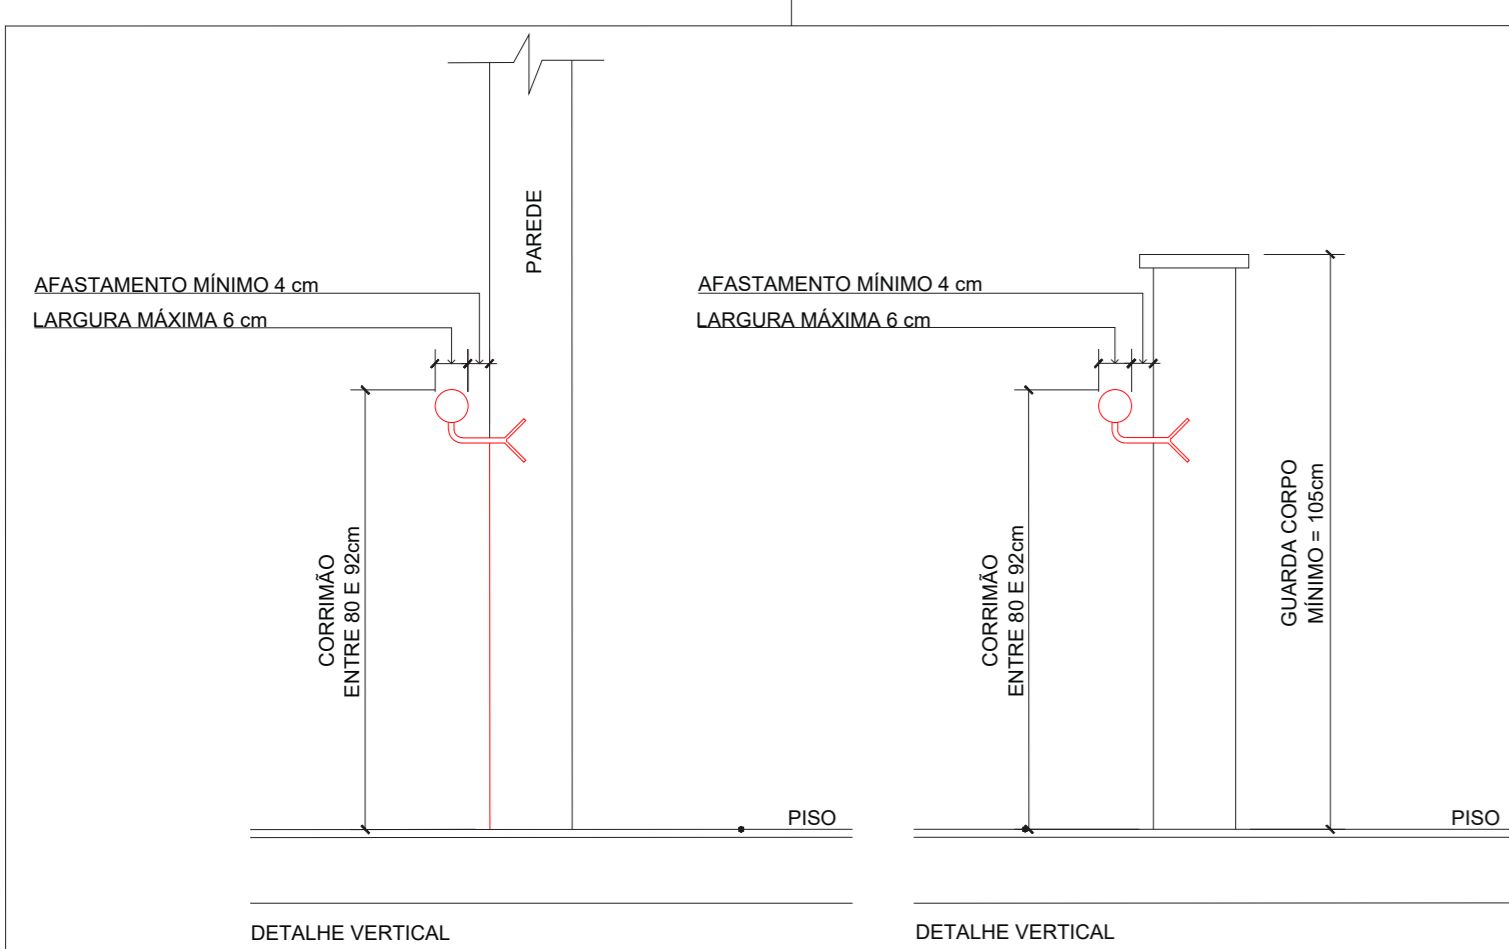 PAREDE
AFASTAMENTO MÍNIMO 4 cm
LARGURA MÁXIMA 6 cm
CORRIMÃO
ENTRE 80 E 92cm
PISO
DETALHE VERTICAL
AFASTAMENTO MÍNIMO 4 cm
LARGURA MÁXIMA 6 cm
CORRIMÃO
ENTRE 80 E 92cm
GUARDA CORPO
MÍNIMO = 105cm
PISO
DETALHE VERTICAL